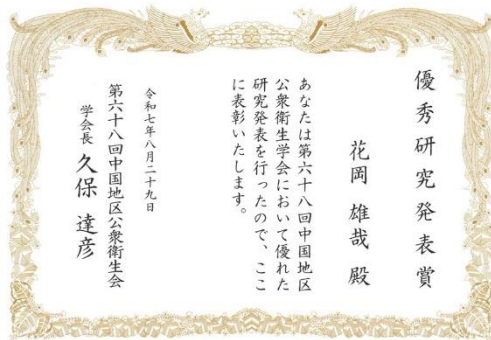 優秀研究発表賞
花岡 雄哉 殿
あなたは第六十八回中国地区
公衆衛生学会において優れた
研究発表を行ったので、ここ
に表彰いたします。
令和七年八月二十九日
第六十八回中国地区公衆衛生会
学会長 久保 達彦